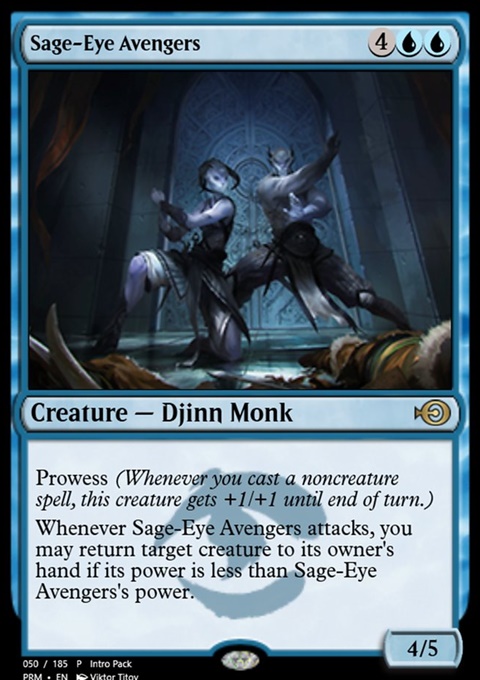 Sage-Eye Avengers 4
Creature — Djinn Monk
Prowess (Whenever you cast a noncreature
spell, this creature gets +1/+1 until end of turn.)
Whenever Sage-Eye Avengers attacks, you
may return target creature to its owner's
hand if its power is less than Sage-Eye
Avengers's power.
4/5
050 / 185 P Intro Pack
PRM • EN Viktor Titov